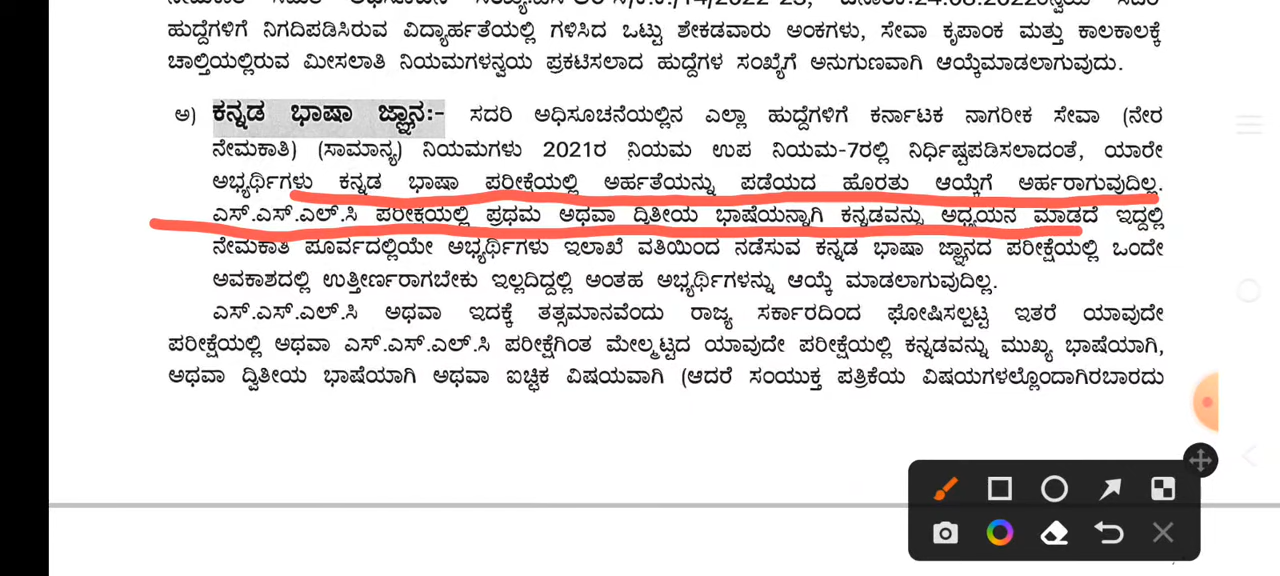 ಹುದ್ದೆಗಳಿಗೆ ನಿಗದಿಪಡಿಸಿರುವ ವಿದ್ಯಾರ್ಹತೆಯಲ್ಲಿ ಗಳಿಸಿದ ಒಟ್ಟು ಶೇಕಡವಾರು ಅಂಕಗಳು, ಸೇವಾ ಕೃಪಾಂಕ ಮತ್ತು ಕಾಲಕಾಲಕ್ಕೆ
ಚಾಲ್ತಿಯಲ್ಲಿರುವ ಮೀಸಲಾತಿ ನಿಯಮಗಳನ್ವಯ ಪ್ರಕಟಿಸಲಾದ ಹುದ್ದೆಗಳ ಸಂಖ್ಯೆಗೆ ಅನುಗುಣವಾಗಿ ಆಯ್ಕೆಮಾಡಲಾಗುವುದು.
ಅ) ಕನ್ನಡ ಭಾಷಾ ಜ್ಞಾನ:- ಸದರಿ ಅಧಿಸೂಚನೆಯಲ್ಲಿನ ಎಲ್ಲಾ ಹುದ್ದೆಗಳಿಗೆ ಕರ್ನಾಟಕ ನಾಗರೀಕ ಸೇವಾ (ನೇರ
ನೇಮಕಾತಿ) (ಸಾಮಾನ್ಯ) ನಿಯಮಗಳು 2021ರ ನಿಯಮ ಉಪ ನಿಯಮ-7ರಲ್ಲಿ ನಿರ್ಧಿಷ್ಟಪಡಿಸಲಾದಂತೆ, ಯಾರೇ
ಅಭ್ಯರ್ಥಿಗಳು ಕನ್ನಡ ಭಾಷಾ ಪರೀಕ್ಷೆಯಲ್ಲಿ ಅರ್ಹತೆಯನ್ನು ಪಡೆಯದ ಹೊರತು ಆಯ್ಕೆಗೆ ಅರ್ಹರಾಗುವುದಿಲ್ಲ.
ಎಸ್.ಎಸ್.ಎಲ್.ಸಿ ಪರೀಕ್ಷೆಯಲ್ಲಿ ಪ್ರಥಮ ಅಥವಾ ದ್ವಿತೀಯ ಭಾಷೆಯನ್ನಾಗಿ ಕನ್ನಡವನ್ನು ಅಧ್ಯಯನ ಮಾಡದೆ ಇದ್ದಲ್ಲಿ
ನೇಮಕಾತಿ ಪೂರ್ವದಲ್ಲಿಯೇ ಅಭ್ಯರ್ಥಿಗಳು ಇಲಾಖೆ ವತಿಯಿಂದ ನಡೆಸುವ ಕನ್ನಡ ಭಾಷಾ ಜ್ಞಾನದ ಪರೀಕ್ಷೆಯಲ್ಲಿ ಒಂದೇ
ಅವಕಾಶದಲ್ಲಿ ಉತ್ತೀರ್ಣರಾಗಬೇಕು ಇಲ್ಲದಿದ್ದಲ್ಲಿ ಅಂತಹ ಅಭ್ಯರ್ಥಿಗಳನ್ನು ಆಯ್ಕೆ ಮಾಡಲಾಗುವುದಿಲ್ಲ.
ಎಸ್.ಎಸ್.ಎಲ್.ಸಿ ಅಥವಾ ಇದಕ್ಕೆ ತತ್ಸಮಾನವೆಂದು ರಾಜ್ಯ ಸರ್ಕಾರದಿಂದ ಘೋಷಿಸಲ್ಪಟ್ಟ ಇತರೆ ಯಾವುದೇ
ಪರೀಕ್ಷೆಯಲ್ಲಿ ಅಥವಾ ಎಸ್.ಎಸ್.ಎಲ್.ಸಿ ಪರೀಕ್ಷೆಗಿಂತ ಮೇಲ್ಮಟ್ಟದ ಯಾವುದೇ ಪರೀಕ್ಷೆಯಲ್ಲಿ ಕನ್ನಡವನ್ನು ಮುಖ್ಯ ಭಾಷೆಯಾಗಿ,
ಅಥವಾ ದ್ವಿತೀಯ ಭಾಷೆಯಾಗಿ ಅಥವಾ ಐಚ್ಛಿಕ ವಿಷಯವಾಗಿ (ಆದರೆ ಸಂಯುಕ್ತ ಪತ್ರಿಕೆಯ ವಿಷಯಗಳಲ್ಲೊಂದಾಗಿರಬಾರದು